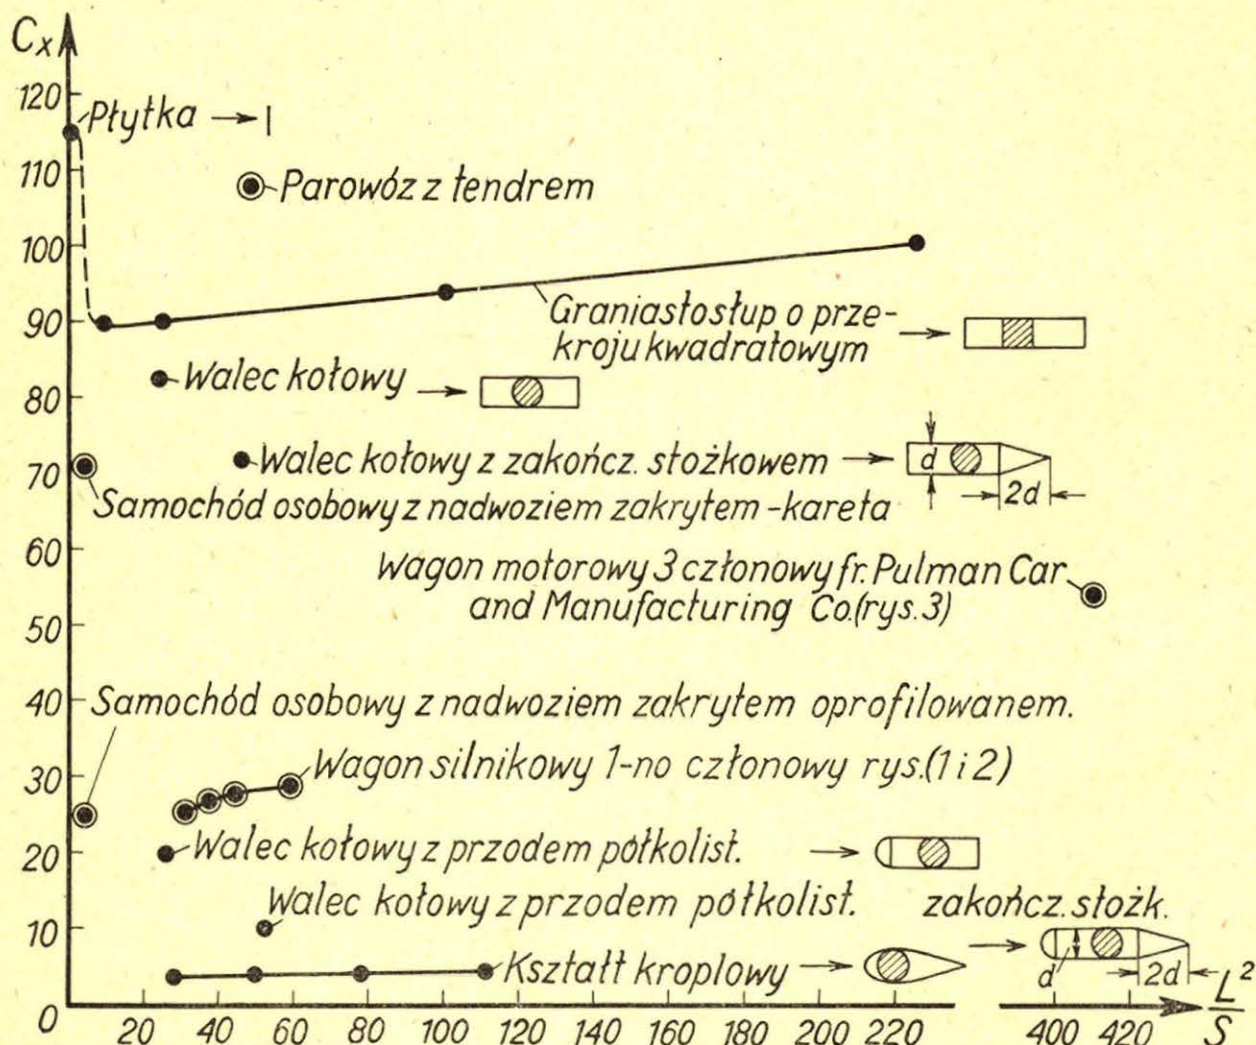 Cx
120
Płytka
110
Parowóz z tendrem
100
90
Graniastosłup o prze-
kroju kwadratowym
Walec kołowy
80
Walec kołowy z zakończ. stożkowem
d
70
2d
Samochód osobowy z nadwoziem zakrytem - kareta
60
Wagon motorowy 3 członowy fr. Pulman Car
and Manufacturing Co. (rys. 3)
50
40
Samochód osobowy z nadwoziem zakrytem oprofilowanem.
30
Wagon silnikowy 1-no członowy rys. (1 i 2)
20
Walec kołowy z przodem półkolist.
Walec kołowy z przodem półkolist. zakończ. stożk.
10
Kształt kroplowy
d 2d
0
20 40 60 80 100 120 140 160 180 200 220 400 420
L²
S